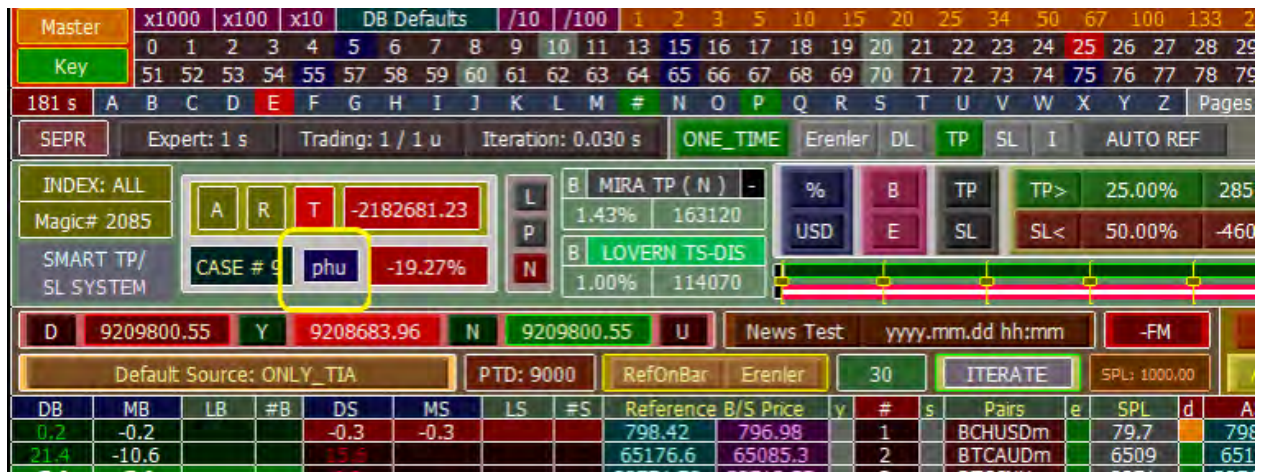 Master x1000 x100 x10 DB Defaults /10 /100 1 2 3 5 10 15 20 25 34 50 67 100 133
0 1 2 3 4 5 6 7 8 9 10 11 13 15 16 17 18 19 20 21 22 23 24 25 26 27 28 29
Key 51 52 53 54 55 57 58 59 60 61 62 63 64 65 66 67 68 69 70 71 72 73 74 75 76 77 78 79
181 s A B C D E F G H I J K L M # N O P Q R S T U V W X Y Z Pages
SEPR Expert: 1 s Trading: 1 / 1 u Iteration: 0.030 s ONE_TIME Erenler DL TP SL I AUTO REF
INDEX: ALL A R T -2182681.23 L B MIRA TP ( N ) - % B TP TP> 25.00% 285
Magic# 2085 P 1.43% 163120 USD E SL SL< 50.00% -460
SMART TP/ CASE # 9 phu -19.27% N B LOVERN TS-DIS
SL SYSTEM 1.00% 114070
D 9209800.55 Y 9208683.96 N 9209800.55 U News Test yyyy.mm.dd hh:mm -FM
Default Source: ONLY_TIA PTD: 9000 RefOnBar Erenler 30 ITERATE SPL: 1000.00
DB MB LB #B DS MS LS #S Reference B/S Price y # s Pairs e SPL d A
0.2 -0.2 -0.3 -0.3 798.42 796.98 1 BCHUSDm 79.7 798
21.4 -10.6 15.6 65176.6 65085.3 2 BTCAUDm 6509 651